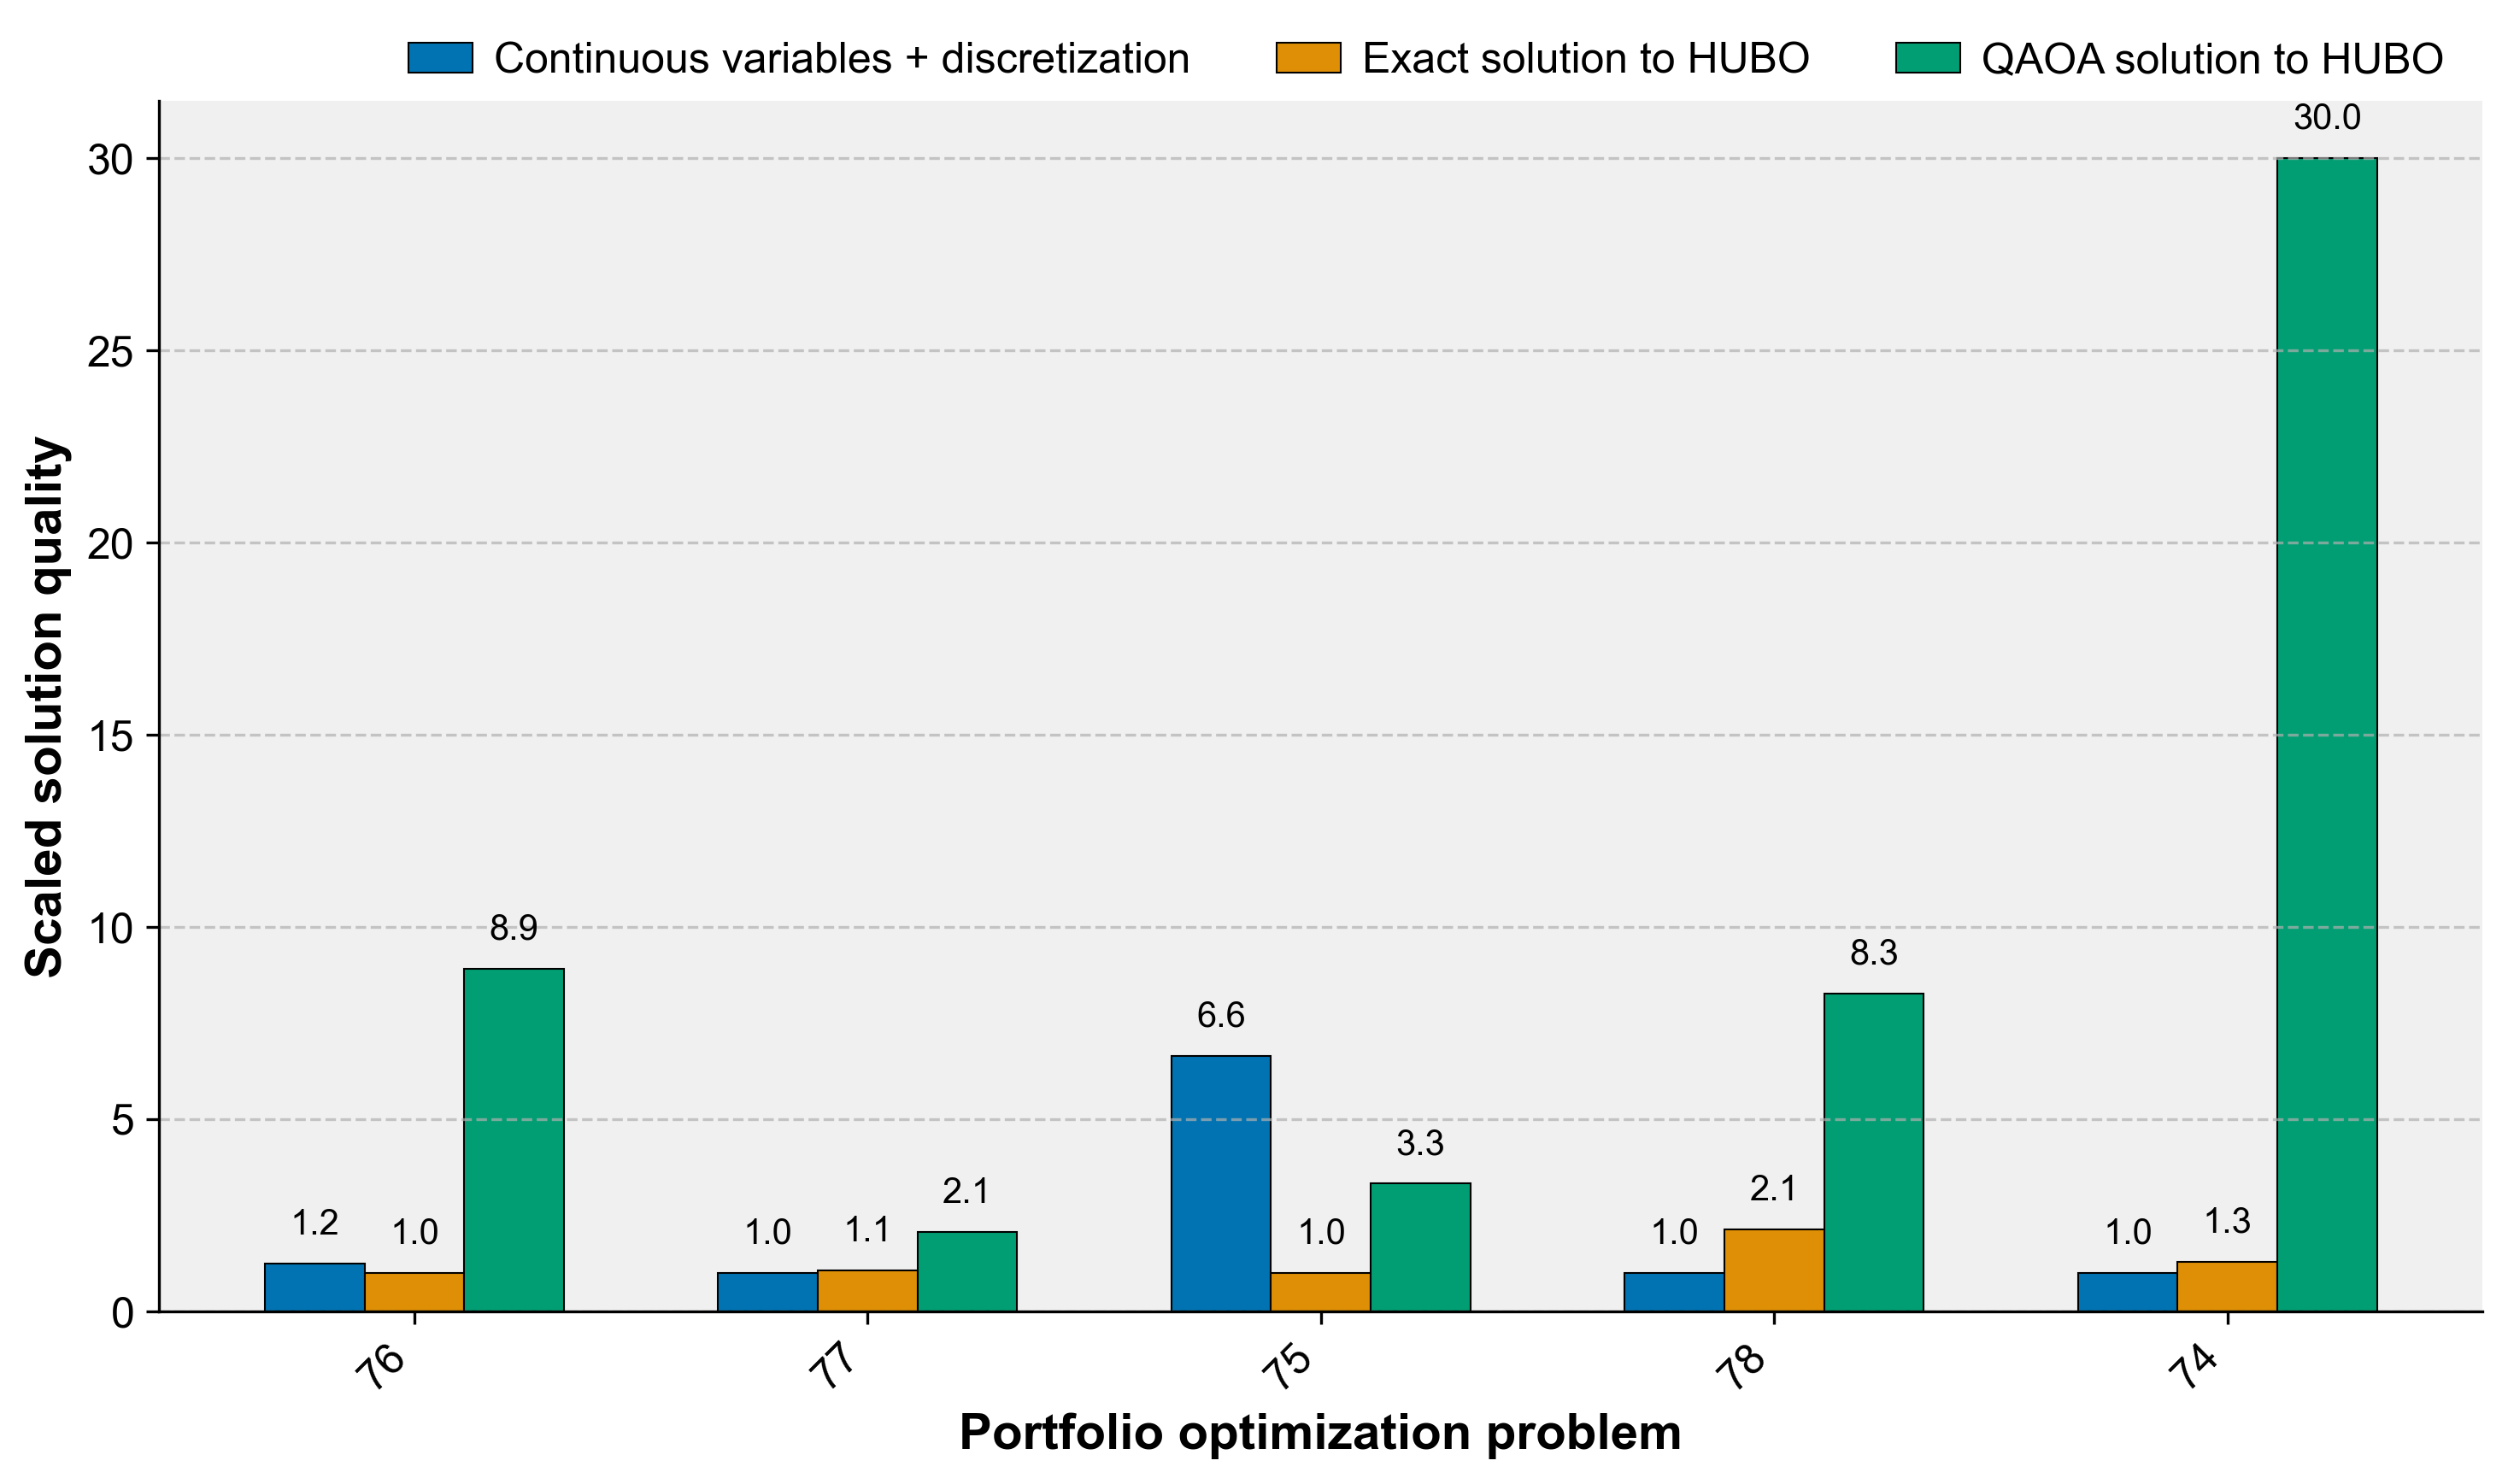 Continuous variables + discretization Exact solution to HUBO QAOA solution to HUBO
Scaled solution quality
30
25
20
15
10
5
0
1.2 1.0 8.9
1.0 1.1 2.1
6.6 1.0 3.3
1.0 2.1 8.3
1.0 1.3 30.0
76 77 75 78 74
Portfolio optimization problem